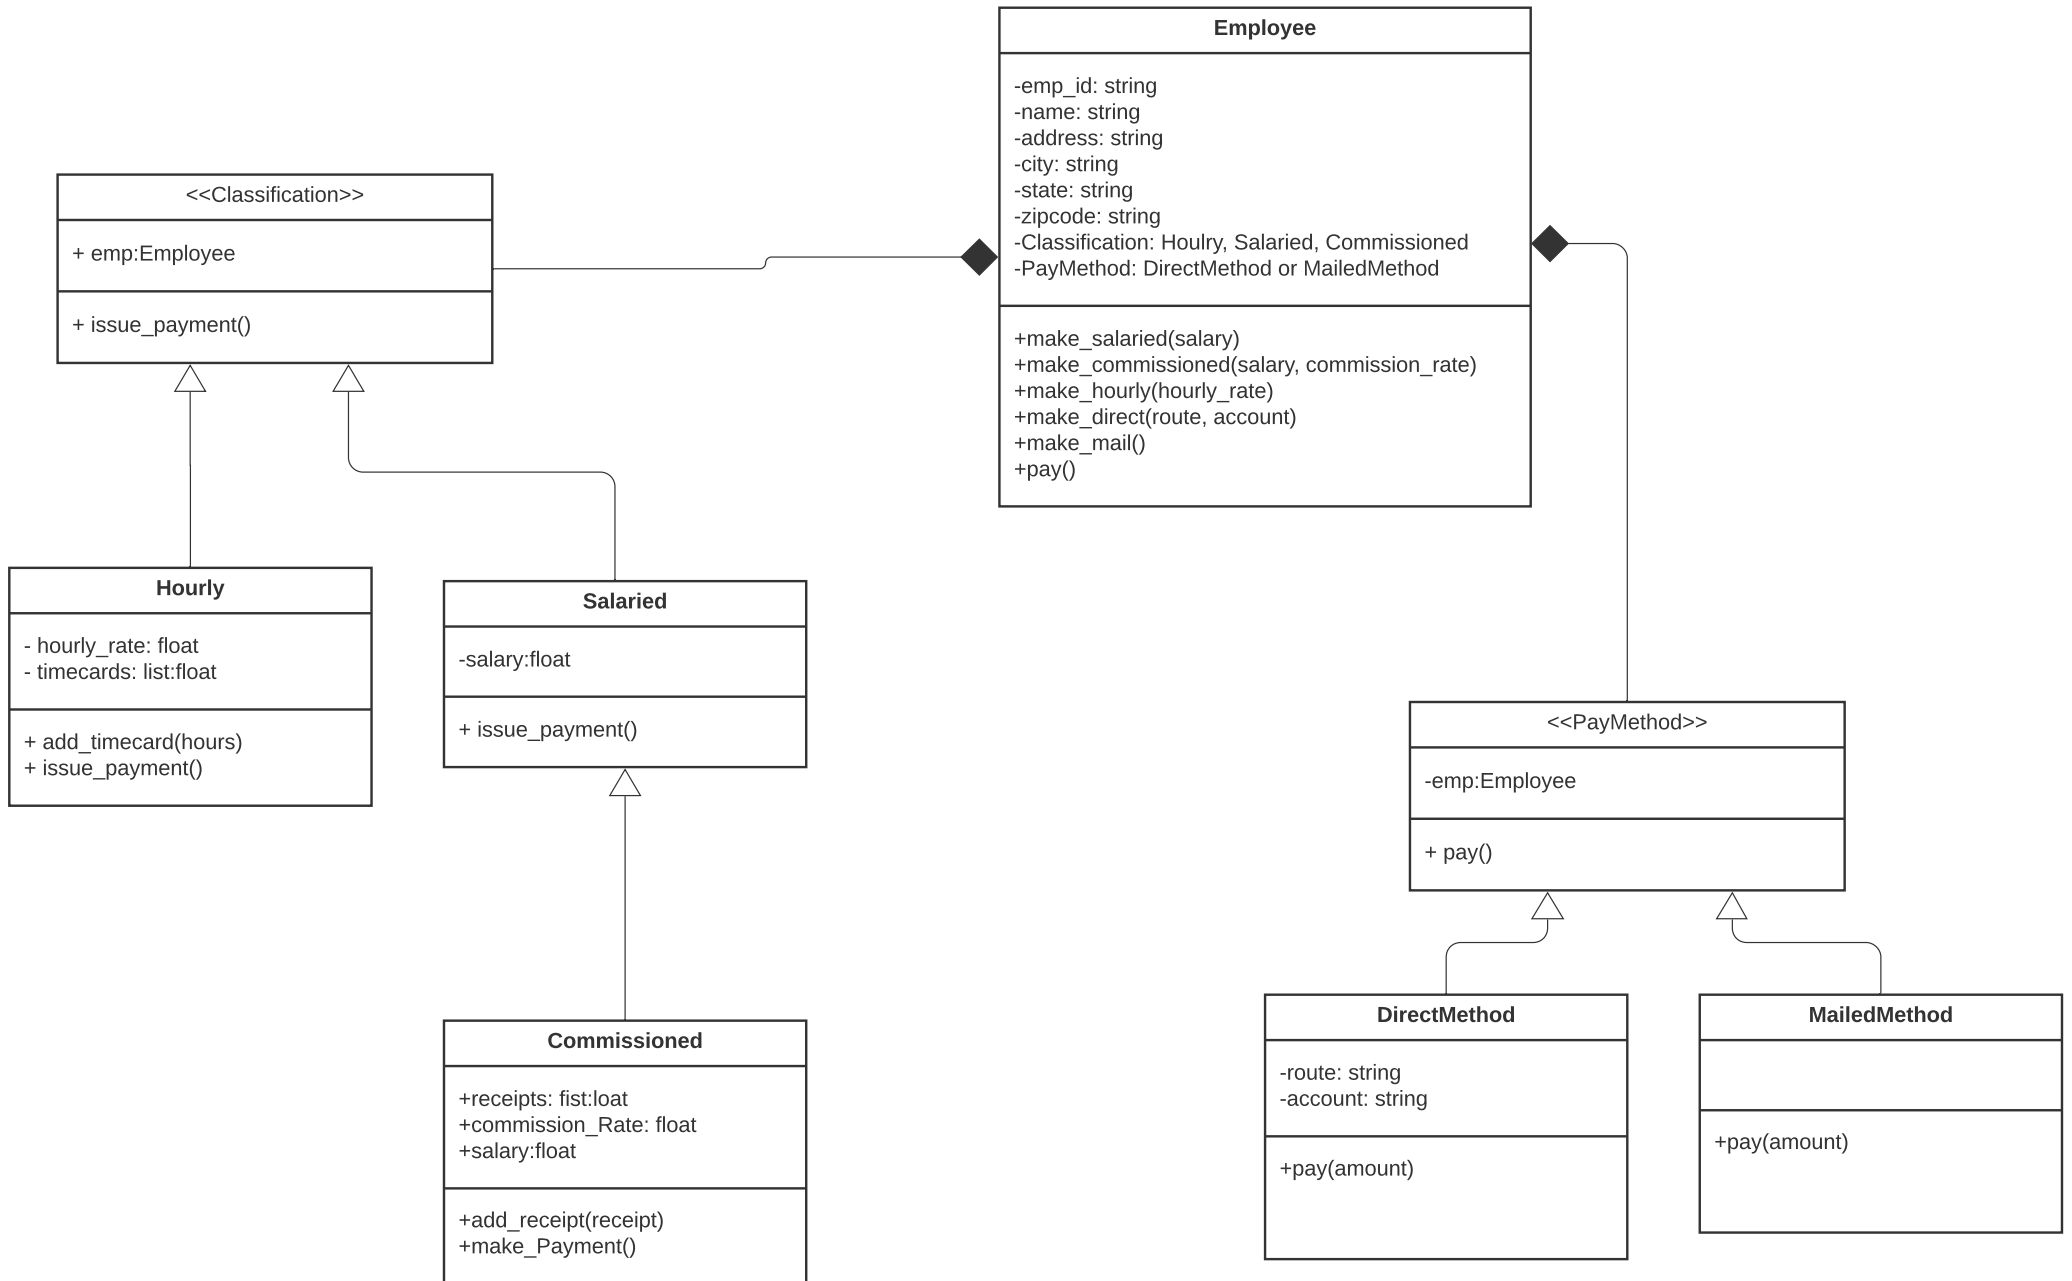 Employee
-emp_id: string
-name: string
-address: string
-city: string
-state: string
-zipcode: string
-Classification: Houlry, Salaried, Commissioned
-PayMethod: DirectMethod or MailedMethod
+make_salaried(salary)
+make_commissioned(salary, commission_rate)
+make_hourly(hourly_rate)
+make_direct(route, account)
+make_mail()
+pay()
<<Classification>>
+ emp:Employee
+ issue_payment()
Hourly
- hourly_rate: float
- timecards: list:float
+ add_timecard(hours)
+ issue_payment()
Salaried
-salary:float
+ issue_payment()
Commissioned
+receipts: fist:loat
+commission_Rate: float
+salary:float
+add_receipt(receipt)
+make_Payment()
<<PayMethod>>
-emp:Employee
+ pay()
DirectMethod
-route: string
-account: string
+pay(amount)
MailedMethod
+pay(amount)